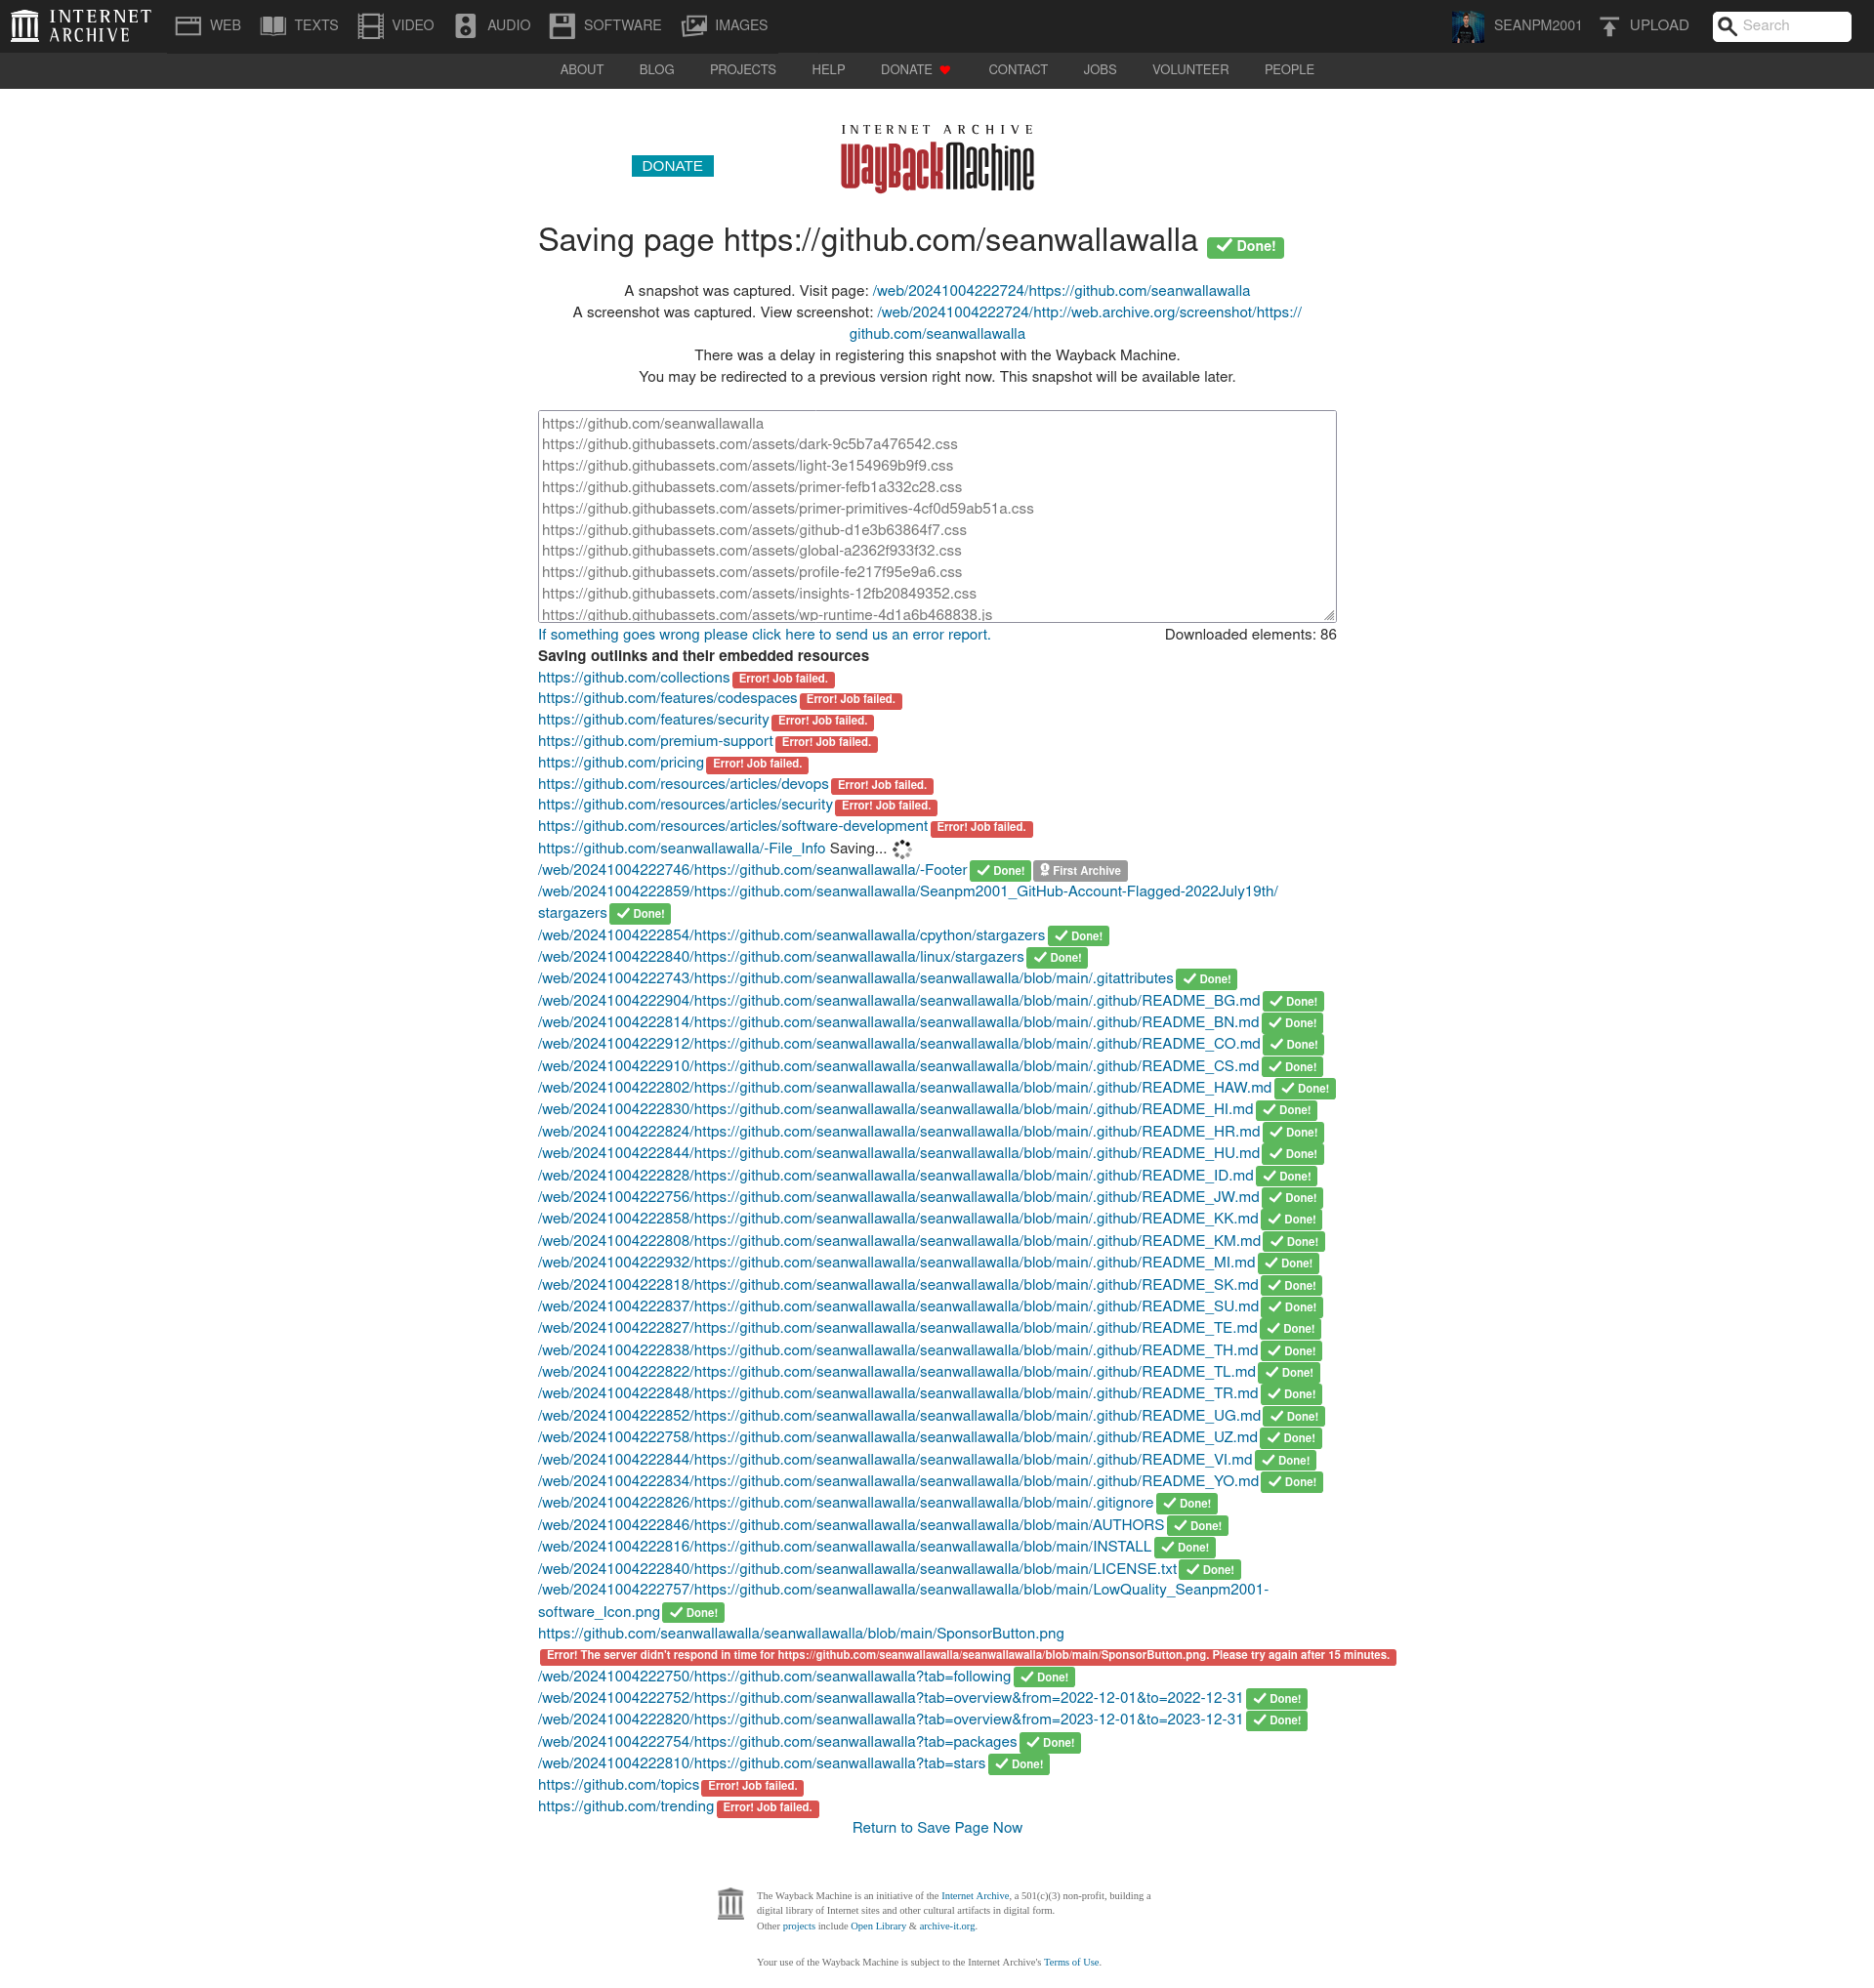 INTERNET ARCHIVE
WEB
TEXTS
VIDEO
AUDIO
SOFTWARE
IMAGES
SEANPM2001
UPLOAD
Search
ABOUT
BLOG
PROJECTS
HELP
DONATE
CONTACT
JOBS
VOLUNTEER
PEOPLE
INTERNET ARCHIVE
WayBackMachine
DONATE
Saving page https://github.com/seanwallawalla Done!
A snapshot was captured. Visit page: /web/20241004222724/https://github.com/seanwallawalla
A screenshot was captured. View screenshot: /web/20241004222724/http://web.archive.org/screenshot/https://
github.com/seanwallawalla
There was a delay in registering this snapshot with the Wayback Machine.
You may be redirected to a previous version right now. This snapshot will be available later.
https://github.com/seanwallawalla
https://github.githubassets.com/assets/dark-9c5b7a476542.css
https://github.githubassets.com/assets/light-3e154969b9f9.css
https://github.githubassets.com/assets/primer-fefb1a332c28.css
https://github.githubassets.com/assets/primer-primitives-4cf0d59ab51a.css
https://github.githubassets.com/assets/github-d1e3b63864f7.css
https://github.githubassets.com/assets/global-a2362f933f32.css
https://github.githubassets.com/assets/profile-fe217f95e9a6.css
https://github.githubassets.com/assets/insights-12fb20849352.css
https://github.githubassets.com/assets/wp-runtime-4d1a6b468838.js
If something goes wrong please click here to send us an error report. Downloaded elements: 86
Saving outlinks and their embedded resources
https://github.com/collections Error! Job failed.
https://github.com/features/codespaces Error! Job failed.
https://github.com/features/security Error! Job failed.
https://github.com/premium-support Error! Job failed.
https://github.com/pricing Error! Job failed.
https://github.com/resources/articles/devops Error! Job failed.
https://github.com/resources/articles/security Error! Job failed.
https://github.com/resources/articles/software-development Error! Job failed.
https://github.com/seanwallawalla/-File_Info Saving...
/web/20241004222746/https://github.com/seanwallawalla/-Footer Done! First Archive
/web/20241004222859/https://github.com/seanwallawalla/Seanpm2001_GitHub-Account-Flagged-2022July19th/
stargazers Done!
/web/20241004222854/https://github.com/seanwallawalla/cpython/stargazers Done!
/web/20241004222840/https://github.com/seanwallawalla/linux/stargazers Done!
/web/20241004222743/https://github.com/seanwallawalla/seanwallawalla/blob/main/.gitattributes Done!
/web/20241004222904/https://github.com/seanwallawalla/seanwallawalla/blob/main/.github/README_BG.md Done!
/web/20241004222814/https://github.com/seanwallawalla/seanwallawalla/blob/main/.github/README_BN.md Done!
/web/20241004222912/https://github.com/seanwallawalla/seanwallawalla/blob/main/.github/README_CO.md Done!
/web/20241004222910/https://github.com/seanwallawalla/seanwallawalla/blob/main/.github/README_CS.md Done!
/web/20241004222802/https://github.com/seanwallawalla/seanwallawalla/blob/main/.github/README_HAW.md Done!
/web/20241004222830/https://github.com/seanwallawalla/seanwallawalla/blob/main/.github/README_HI.md Done!
/web/20241004222824/https://github.com/seanwallawalla/seanwallawalla/blob/main/.github/README_HR.md Done!
/web/20241004222844/https://github.com/seanwallawalla/seanwallawalla/blob/main/.github/README_HU.md Done!
/web/20241004222828/https://github.com/seanwallawalla/seanwallawalla/blob/main/.github/README_ID.md Done!
/web/20241004222756/https://github.com/seanwallawalla/seanwallawalla/blob/main/.github/README_JW.md Done!
/web/20241004222858/https://github.com/seanwallawalla/seanwallawalla/blob/main/.github/README_KK.md Done!
/web/20241004222808/https://github.com/seanwallawalla/seanwallawalla/blob/main/.github/README_KM.md Done!
/web/20241004222932/https://github.com/seanwallawalla/seanwallawalla/blob/main/.github/README_MI.md Done!
/web/20241004222818/https://github.com/seanwallawalla/seanwallawalla/blob/main/.github/README_SK.md Done!
/web/20241004222837/https://github.com/seanwallawalla/seanwallawalla/blob/main/.github/README_SU.md Done!
/web/20241004222827/https://github.com/seanwallawalla/seanwallawalla/blob/main/.github/README_TE.md Done!
/web/20241004222838/https://github.com/seanwallawalla/seanwallawalla/blob/main/.github/README_TH.md Done!
/web/20241004222822/https://github.com/seanwallawalla/seanwallawalla/blob/main/.github/README_TL.md Done!
/web/20241004222848/https://github.com/seanwallawalla/seanwallawalla/blob/main/.github/README_TR.md Done!
/web/20241004222852/https://github.com/seanwallawalla/seanwallawalla/blob/main/.github/README_UG.md Done!
/web/20241004222758/https://github.com/seanwallawalla/seanwallawalla/blob/main/.github/README_UZ.md Done!
/web/20241004222844/https://github.com/seanwallawalla/seanwallawalla/blob/main/.github/README_VI.md Done!
/web/20241004222834/https://github.com/seanwallawalla/seanwallawalla/blob/main/.github/README_YO.md Done!
/web/20241004222826/https://github.com/seanwallawalla/seanwallawalla/blob/main/.gitignore Done!
/web/20241004222846/https://github.com/seanwallawalla/seanwallawalla/blob/main/AUTHORS Done!
/web/20241004222816/https://github.com/seanwallawalla/seanwallawalla/blob/main/INSTALL Done!
/web/20241004222840/https://github.com/seanwallawalla/seanwallawalla/blob/main/LICENSE.txt Done!
/web/20241004222757/https://github.com/seanwallawalla/seanwallawalla/blob/main/LowQuality_Seanpm2001-
software_Icon.png Done!
https://github.com/seanwallawalla/seanwallawalla/blob/main/SponsorButton.png
Error! The server didn't respond in time for https://github.com/seanwallawalla/seanwallawalla/blob/main/SponsorButton.png. Please try again after 15 minutes.
/web/20241004222750/https://github.com/seanwallawalla?tab=following Done!
/web/20241004222752/https://github.com/seanwallawalla?tab=overview&from=2022-12-01&to=2022-12-31 Done!
/web/20241004222820/https://github.com/seanwallawalla?tab=overview&from=2023-12-01&to=2023-12-31 Done!
/web/20241004222754/https://github.com/seanwallawalla?tab=packages Done!
/web/20241004222810/https://github.com/seanwallawalla?tab=stars Done!
https://github.com/topics Error! Job failed.
https://github.com/trending Error! Job failed.
Return to Save Page Now
The Wayback Machine is an initiative of the Internet Archive, a 501(c)(3) non-profit, building a
digital library of Internet sites and other cultural artifacts in digital form.
Other projects include Open Library & archive-it.org.
Your use of the Wayback Machine is subject to the Internet Archive's Terms of Use.